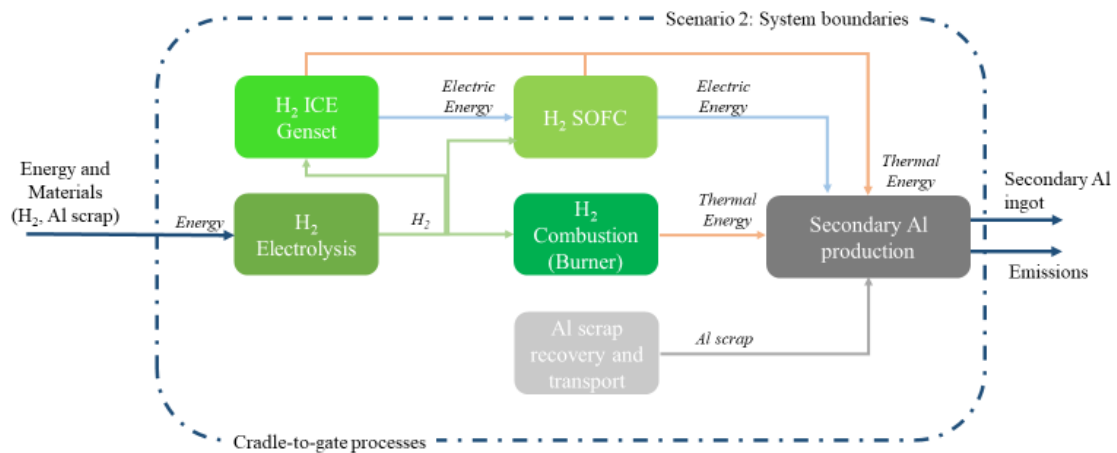 Scenario 2: System boundaries
H₂ ICE
Genset
Electric
Energy
H₂ SOFC
Electric
Energy
Thermal
Energy
Energy and
Materials
(H₂, Al scrap)
Energy
H₂
Electrolysis
H₂
H₂
Combustion
(Burner)
Thermal
Energy
Secondary Al
production
Secondary Al
ingot
Emissions
Al scrap
recovery and
transport
Al scrap
Cradle-to-gate processes